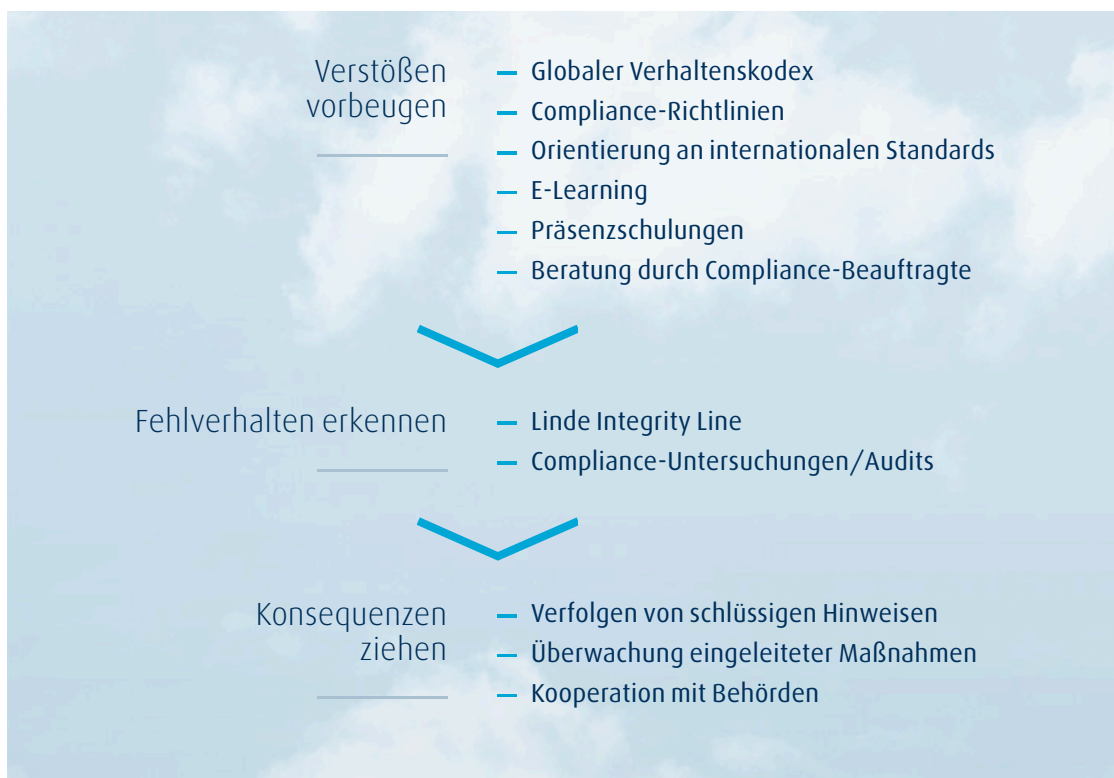 Verstößen
vorbeugen
— Globaler Verhaltenskodex
— Compliance-Richtlinien
— Orientierung an internationalen Standards
— E-Learning
— Präsenzschulungen
— Beratung durch Compliance-Beauftragte
Fehlverhalten erkennen
— Linde Integrity Line
— Compliance-Untersuchungen/Audits
Konsequenzen
ziehen
— Verfolgen von schlüssigen Hinweisen
— Überwachung eingeleiteter Maßnahmen
— Kooperation mit Behörden